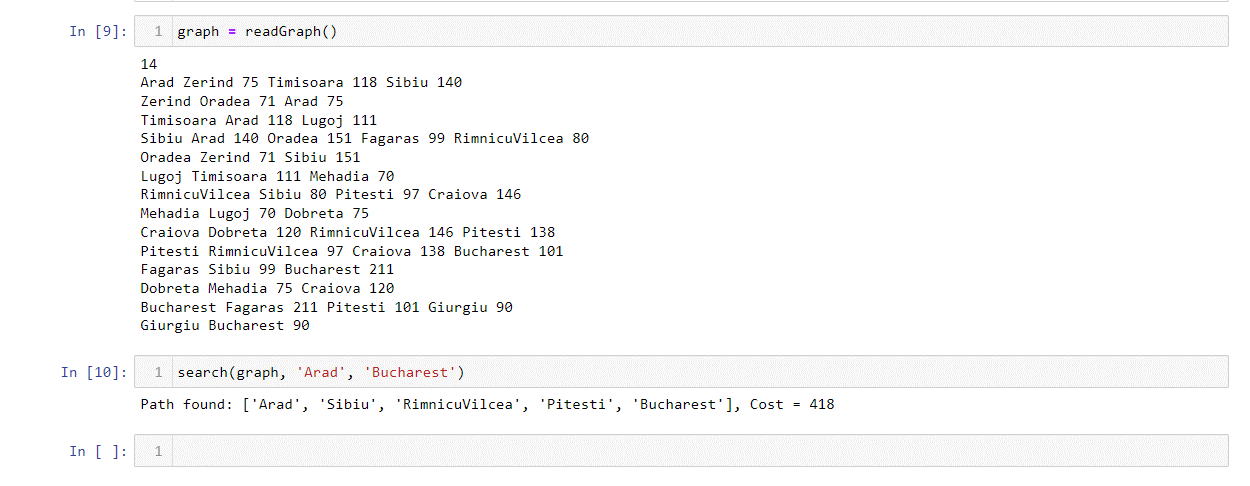 In [9]: 1 graph = readGraph()
14
Arad Zerind 75 Timisoara 118 Sibiu 140
Zerind Oradea 71 Arad 75
Timisoara Arad 118 Lugoj 111
Sibiu Arad 140 Oradea 151 Fagaras 99 RimnicuVilcea 80
Oradea Zerind 71 Sibiu 151
Lugoj Timisoara 111 Mehadia 70
RimnicuVilcea Sibiu 80 Pitesti 97 Craiova 146
Mehadia Lugoj 70 Dobreta 75
Craiova Dobreta 120 RimnicuVilcea 146 Pitesti 138
Pitesti RimnicuVilcea 97 Craiova 138 Bucharest 101
Fagaras Sibiu 99 Bucharest 211
Dobreta Mehadia 75 Craiova 120
Bucharest Fagaras 211 Pitesti 101 Giurgiu 90
Giurgiu Bucharest 90
In [10]: 1 search(graph, 'Arad', 'Bucharest')
Path found: ['Arad', 'Sibiu', 'RimnicuVilcea', 'Pitesti', 'Bucharest'], Cost = 418
In [ ]: 1